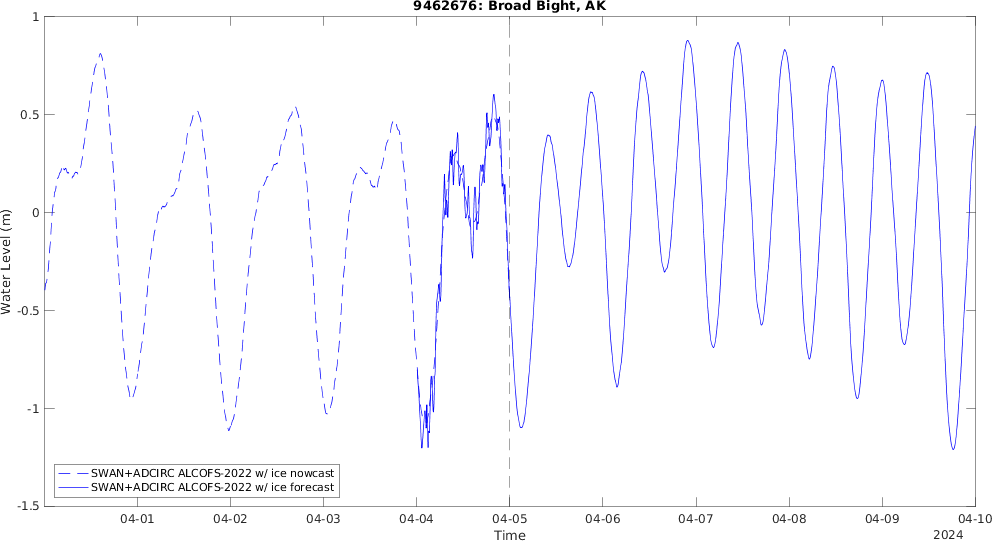 9462676: Broad Bight, AK
1
0.5
0
-0.5
-1
-1.5
Water Level (m)
SWAN+ADCIRC ALCOFS-2022 w/ ice nowcast
SWAN+ADCIRC ALCOFS-2022 w/ ice forecast
04-01 04-02 04-03 04-04 04-05 04-06 04-07 04-08 04-09 04-10
Time
2024